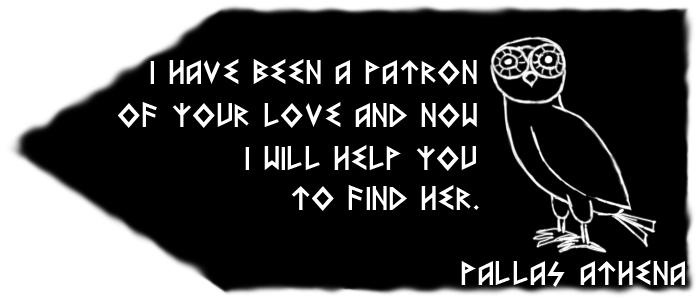 I HAVE BEEN A PATRON
OF YOUR LOVE AND NOW
I WILL HELP YOU
TO FIND HER.
PALLAS ATHENA